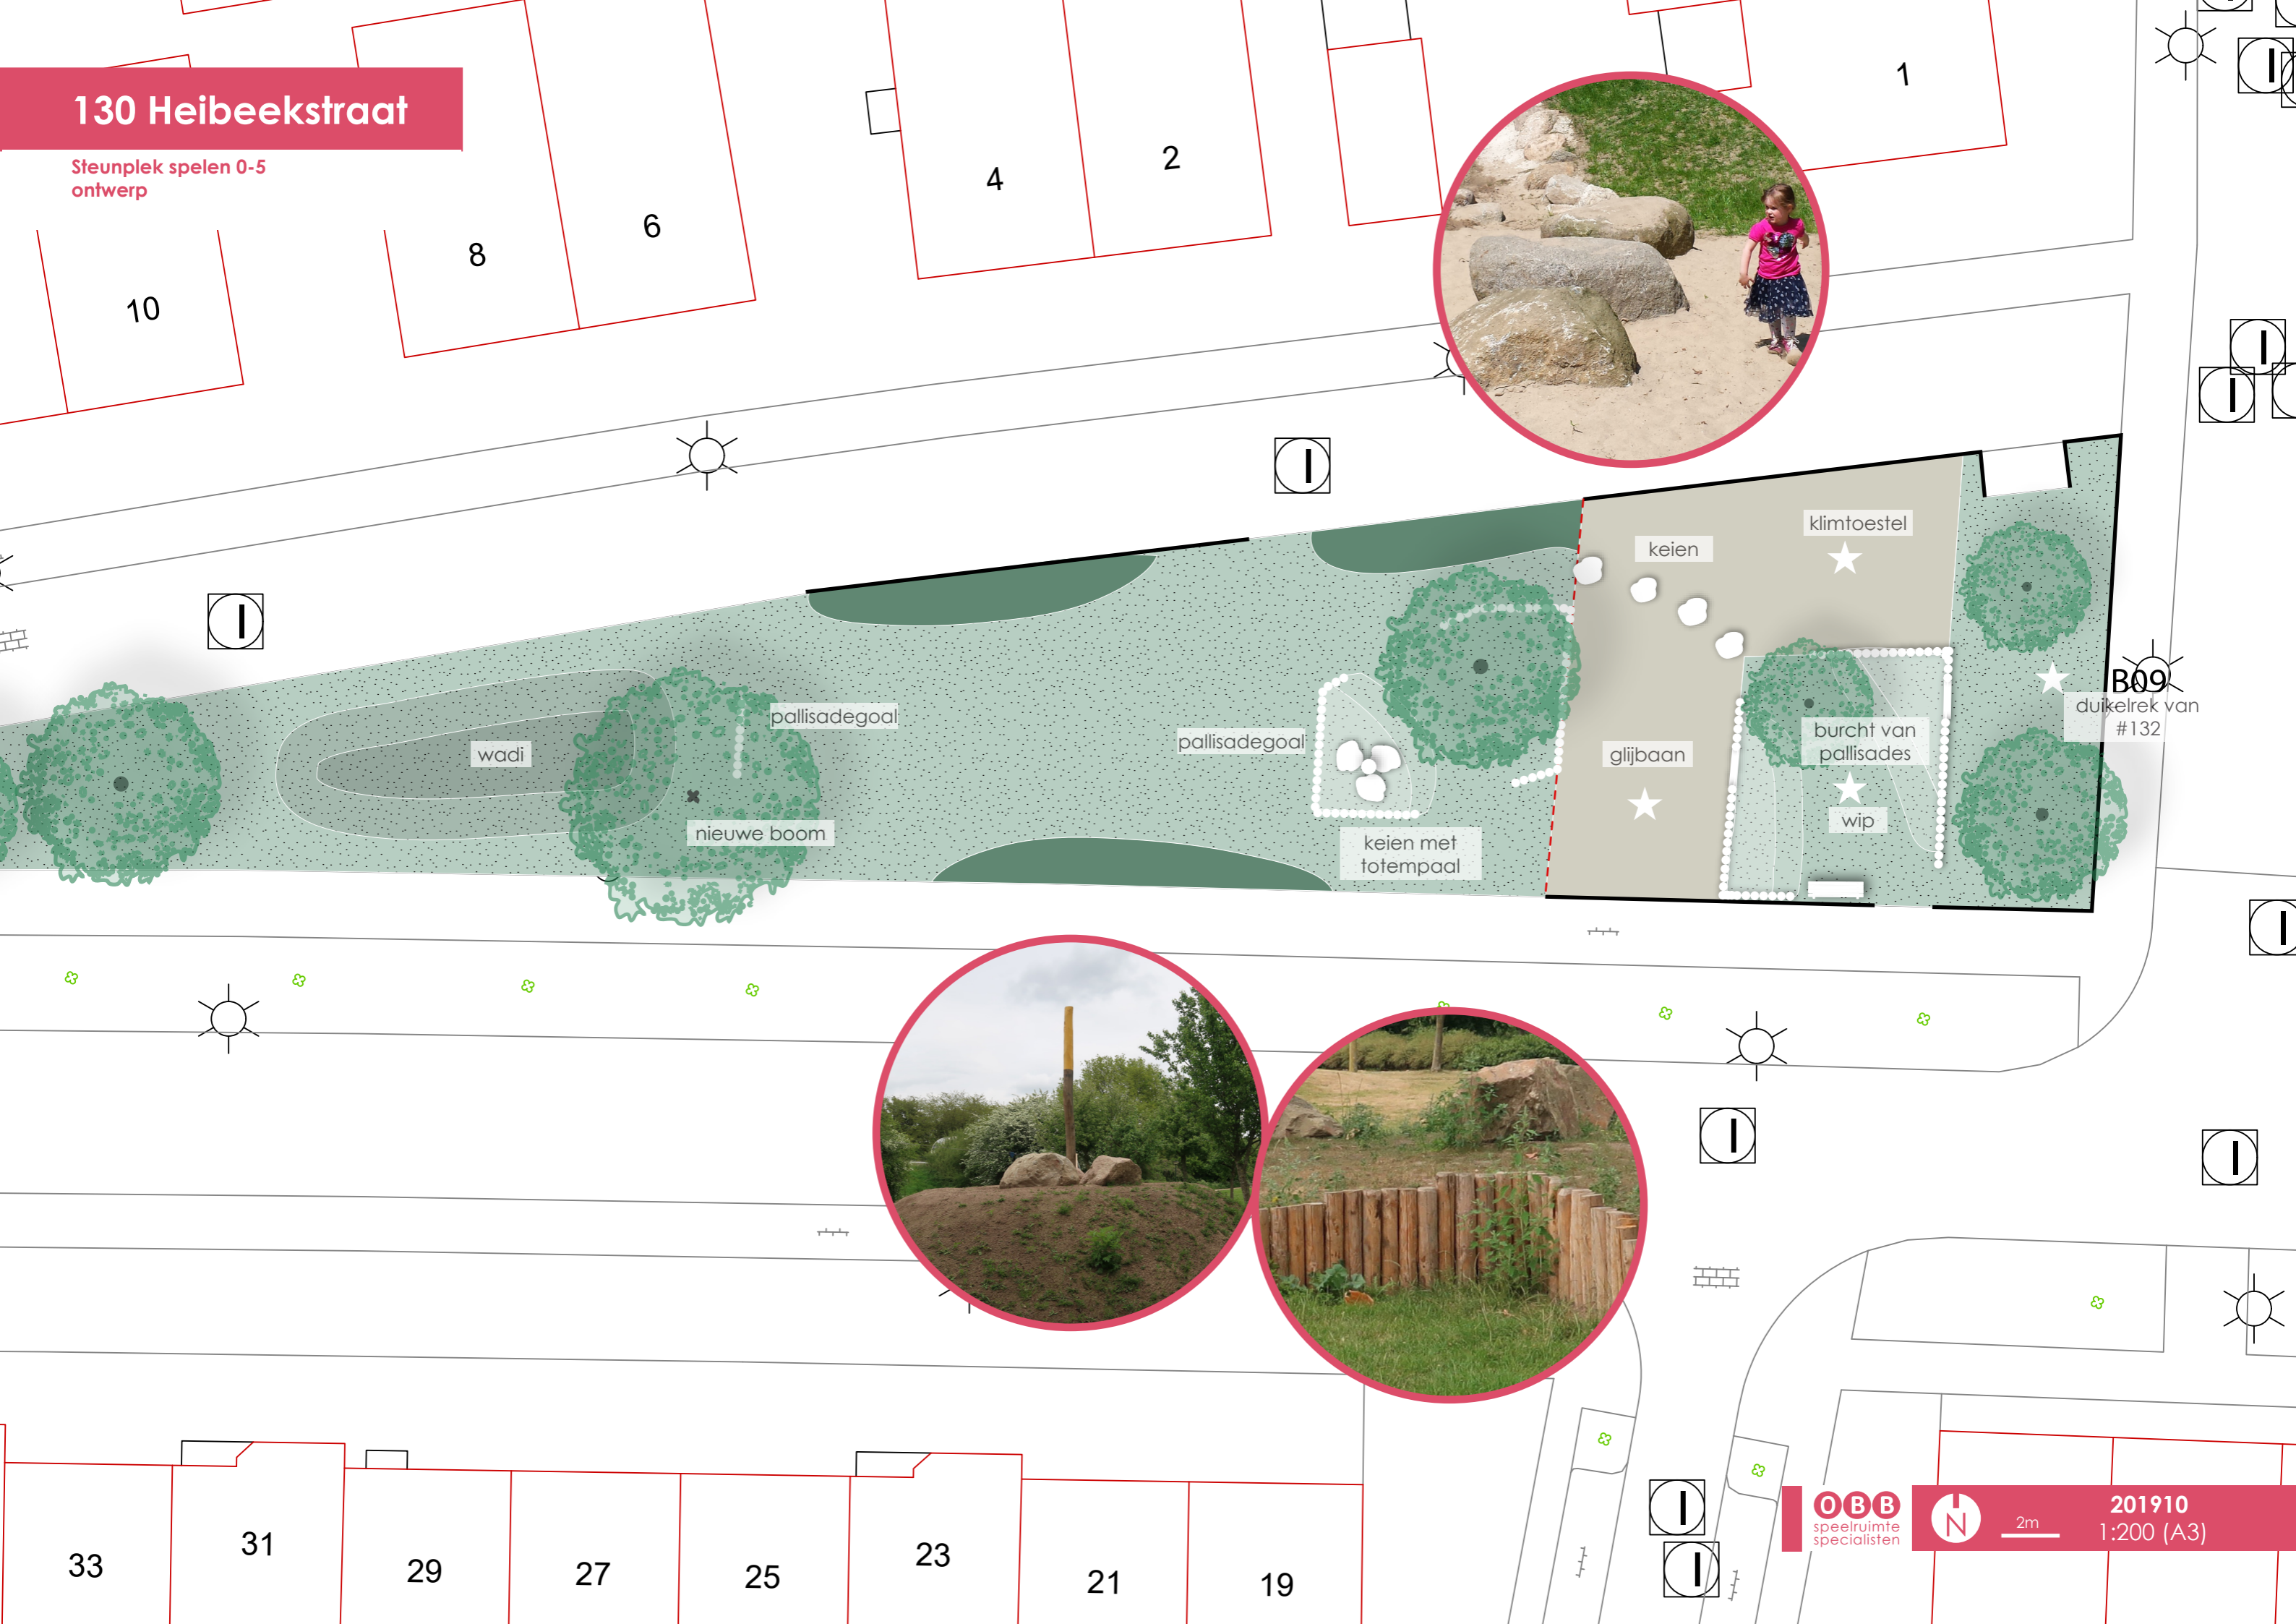 130 Heibeekstraat
Steunplek spelen 0-5
ontwerp
10
8
6
4
2
1
klimtoestel
keien
B09
duikelrek van
#132
pallisadegoal
wadi
pallisadegoal
burcht van
pallisades
glijbaan
wip
nieuwe boom
keien met
totempaal
33
31
29
27
25
23
21
19
OBB
speelruimte
specialisten
N
2m
201910
1:200 (A3)